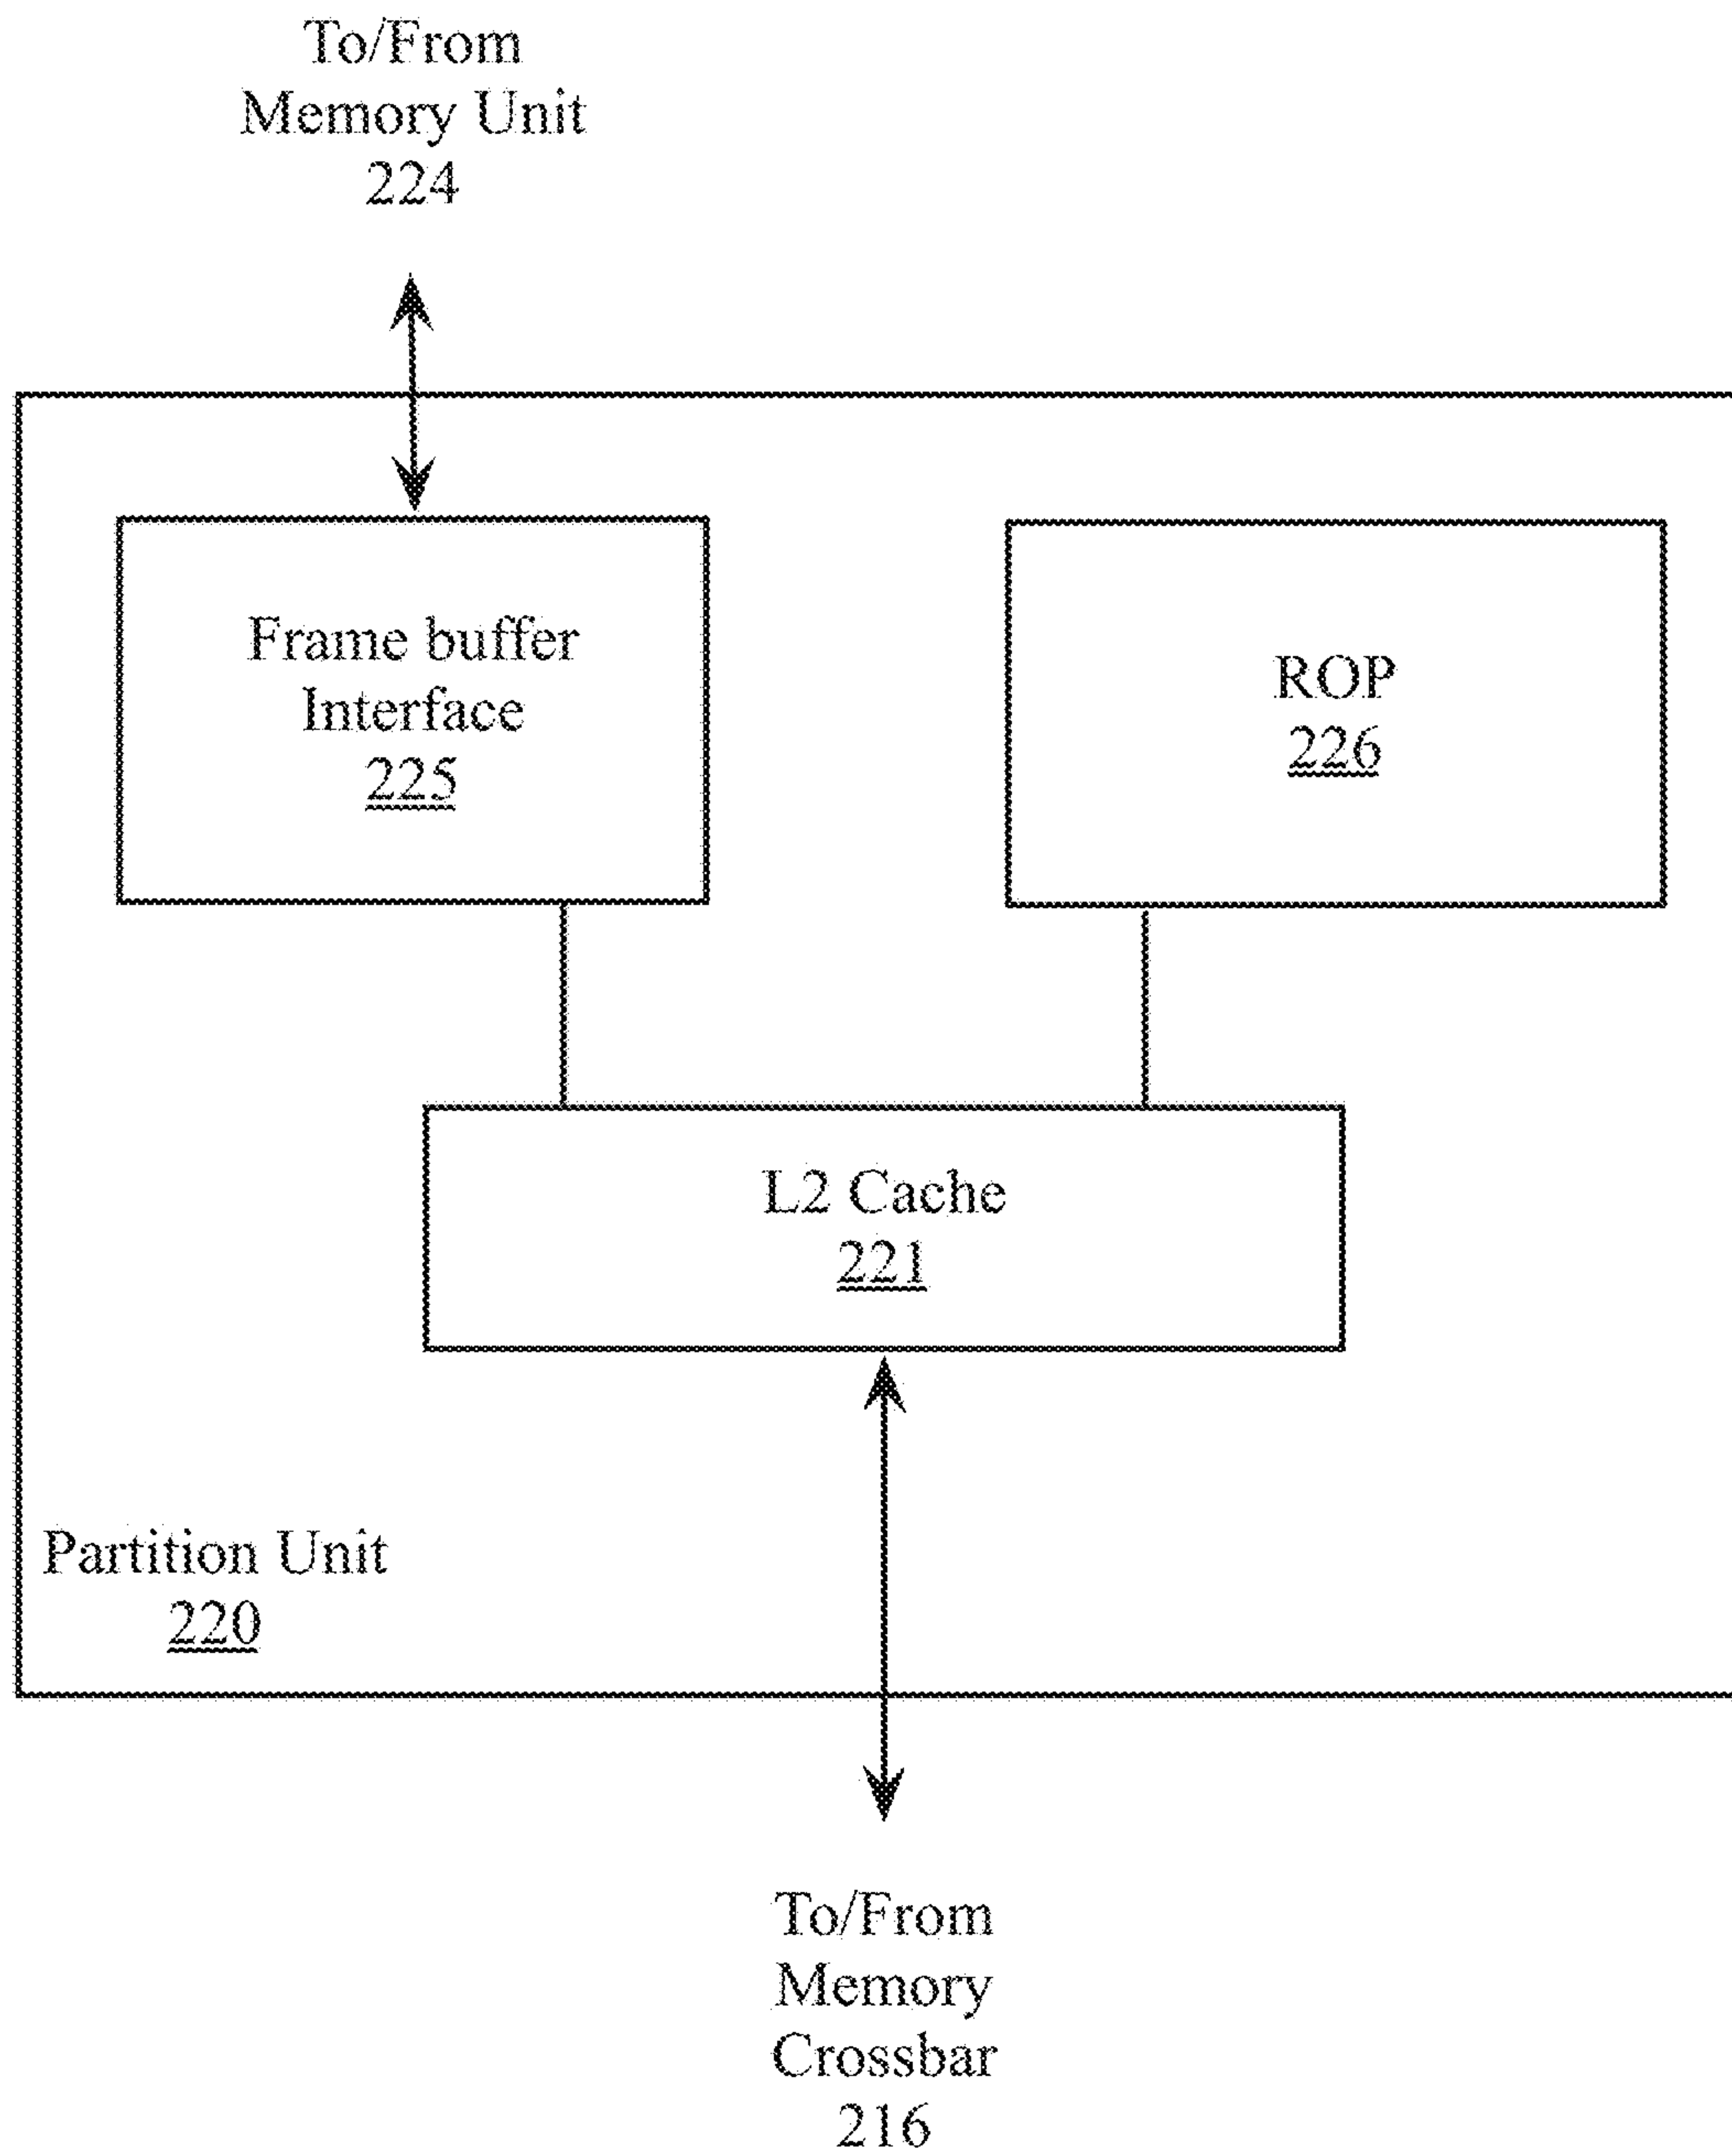 To/From
Memory Unit
224
Frame buffer
Interface
225
ROP
226
L2 Cache
221
Partition Unit
220
To/From
Memory
Crossbar
216